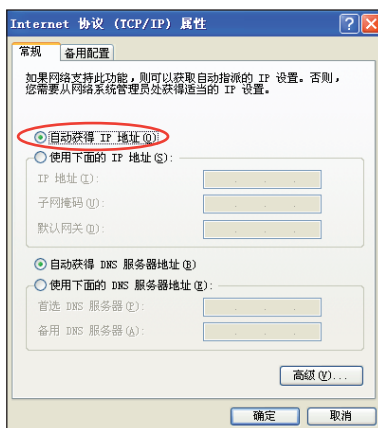 Internet 协议 (TCP/IP) 属性
常规 备用配置
如果网络支持此功能，则可以获取自动指派的 IP 设置。否则，
您需要从网络系统管理员处获得适当的 IP 设置。
自动获得 IP 地址(O)
使用下面的 IP 地址(S):
IP 地址(I):
子网掩码(U):
默认网关(D):
自动获得 DNS 服务器地址(B)
使用下面的 DNS 服务器地址(E):
首选 DNS 服务器(P):
备用 DNS 服务器(A):
高级(V)...
确定 取消